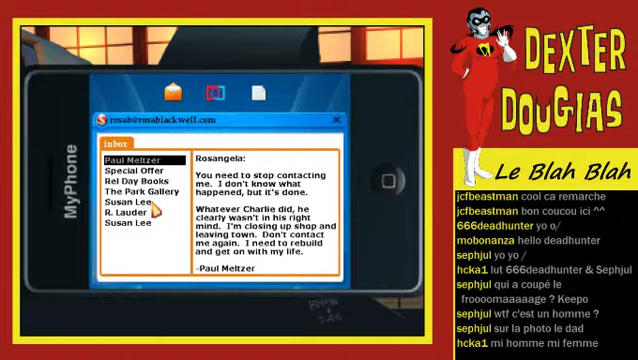 MyPhone
rosab@rosablackwell.com
Inbox
Paul Meltzer
Special Offer
Rel Day Books
The Park Gallery
Susan Lee
R. Lauder
Susan Lee
Rosangela:
You need to stop contacting
me. I don't know what
happened, but it's done.
Whatever Charlie did, he
clearly wasn't in his right
mind. I'm closing up shop and
leaving town. Don't contact
me again. I need to rebuild
and get on with my life.
-Paul Meltzer
DEXTER
DOUGIAS
Le Blah Blah
jcfbeastman cool ca remarche
jcfbeastman bon coucou ici ^^
666deadhunter yo o/
mobonanza hello deadhunter
sephjul yo yo /
hcka1 lut 666deadhunter & Sephjul
sephjul qui a coupé le
froooomaaaaage ? Keepo
sephjul wtf c'est un homme ?
sephjul sur la photo le dad
hcka1 mi homme mi femme